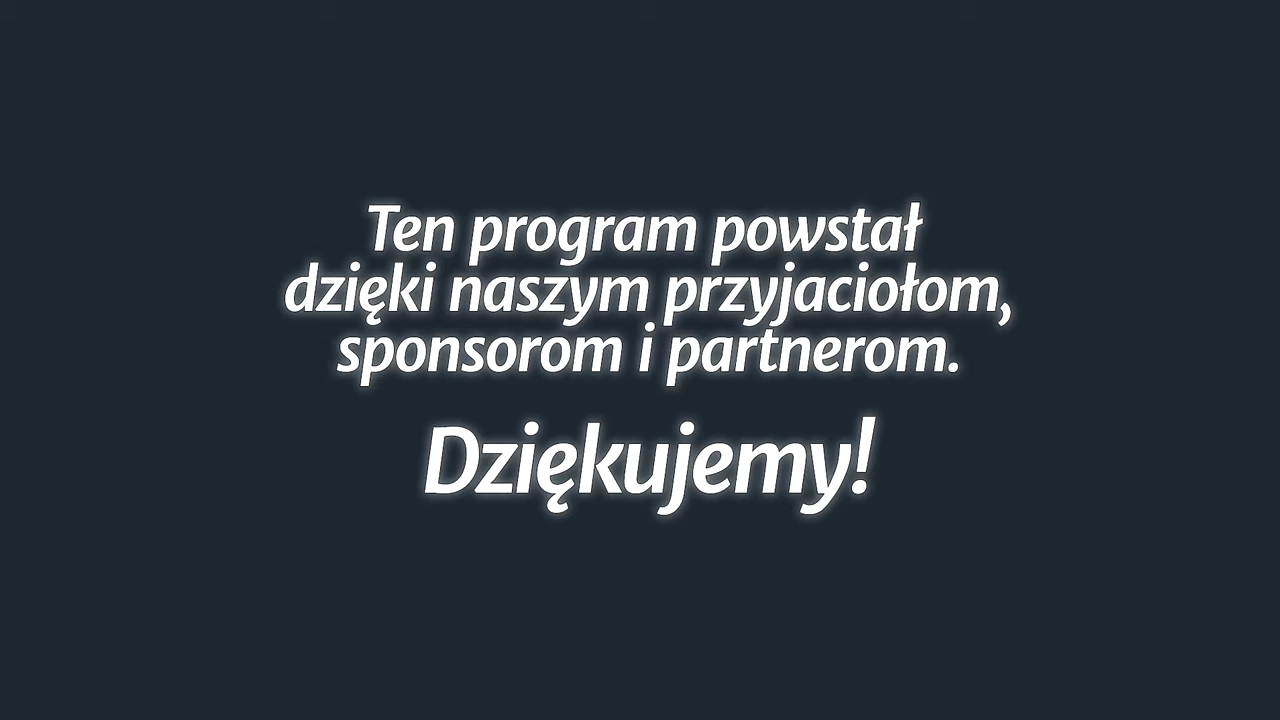 Ten program powstał
dzięki naszym przyjaciołom,
sponsorom i partnerom.
Dziękujemy!